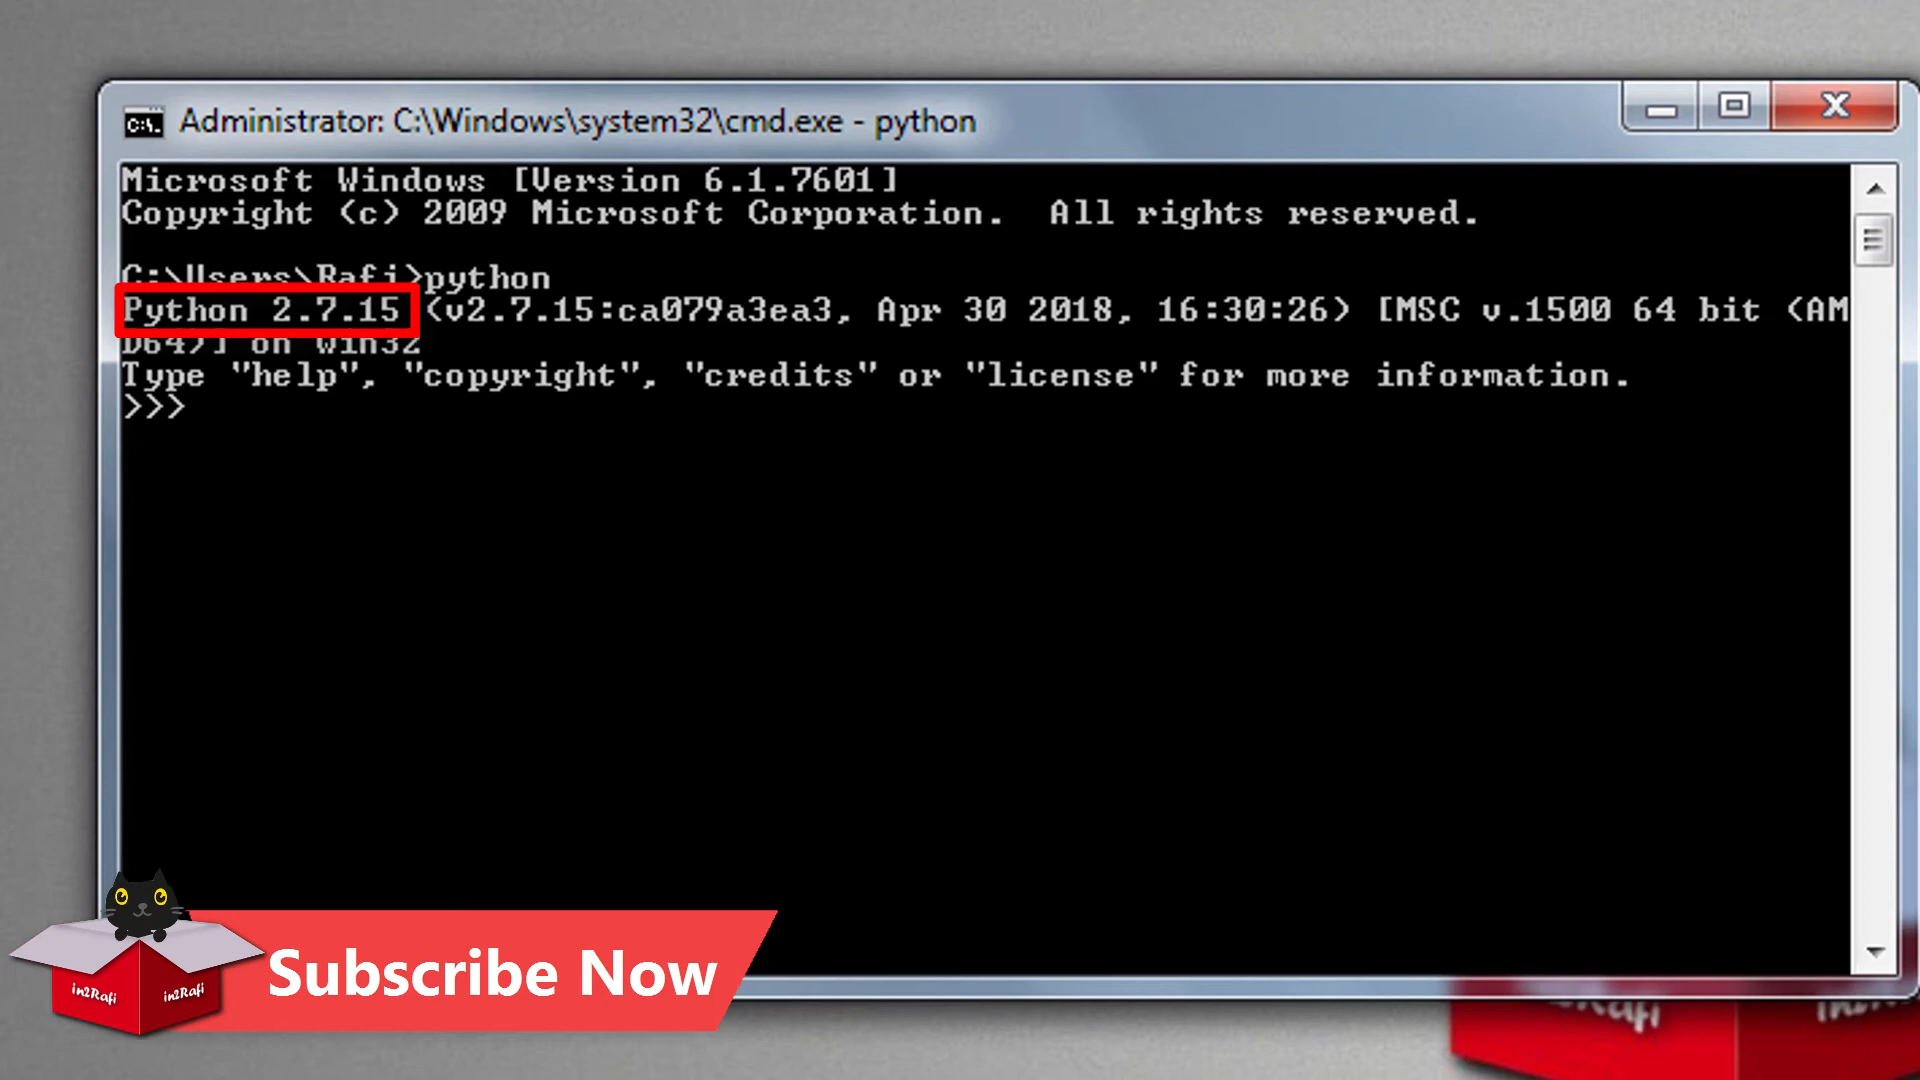 Administrator: C:\Windows\system32\cmd.exe - python
Microsoft Windows [Version 6.1.7601]
Copyright (c) 2009 Microsoft Corporation.  All rights reserved.
C:\Users\Rafi>python
Python 2.7.15 (v2.7.15:ca079a3ea3, Apr 30 2018, 16:30:26) [MSC v.1500 64 bit (AM
D64)] on win32
Type "help", "copyright", "credits" or "license" for more information.
>>>
Subscribe Now
in2Rafi
in2Rafi